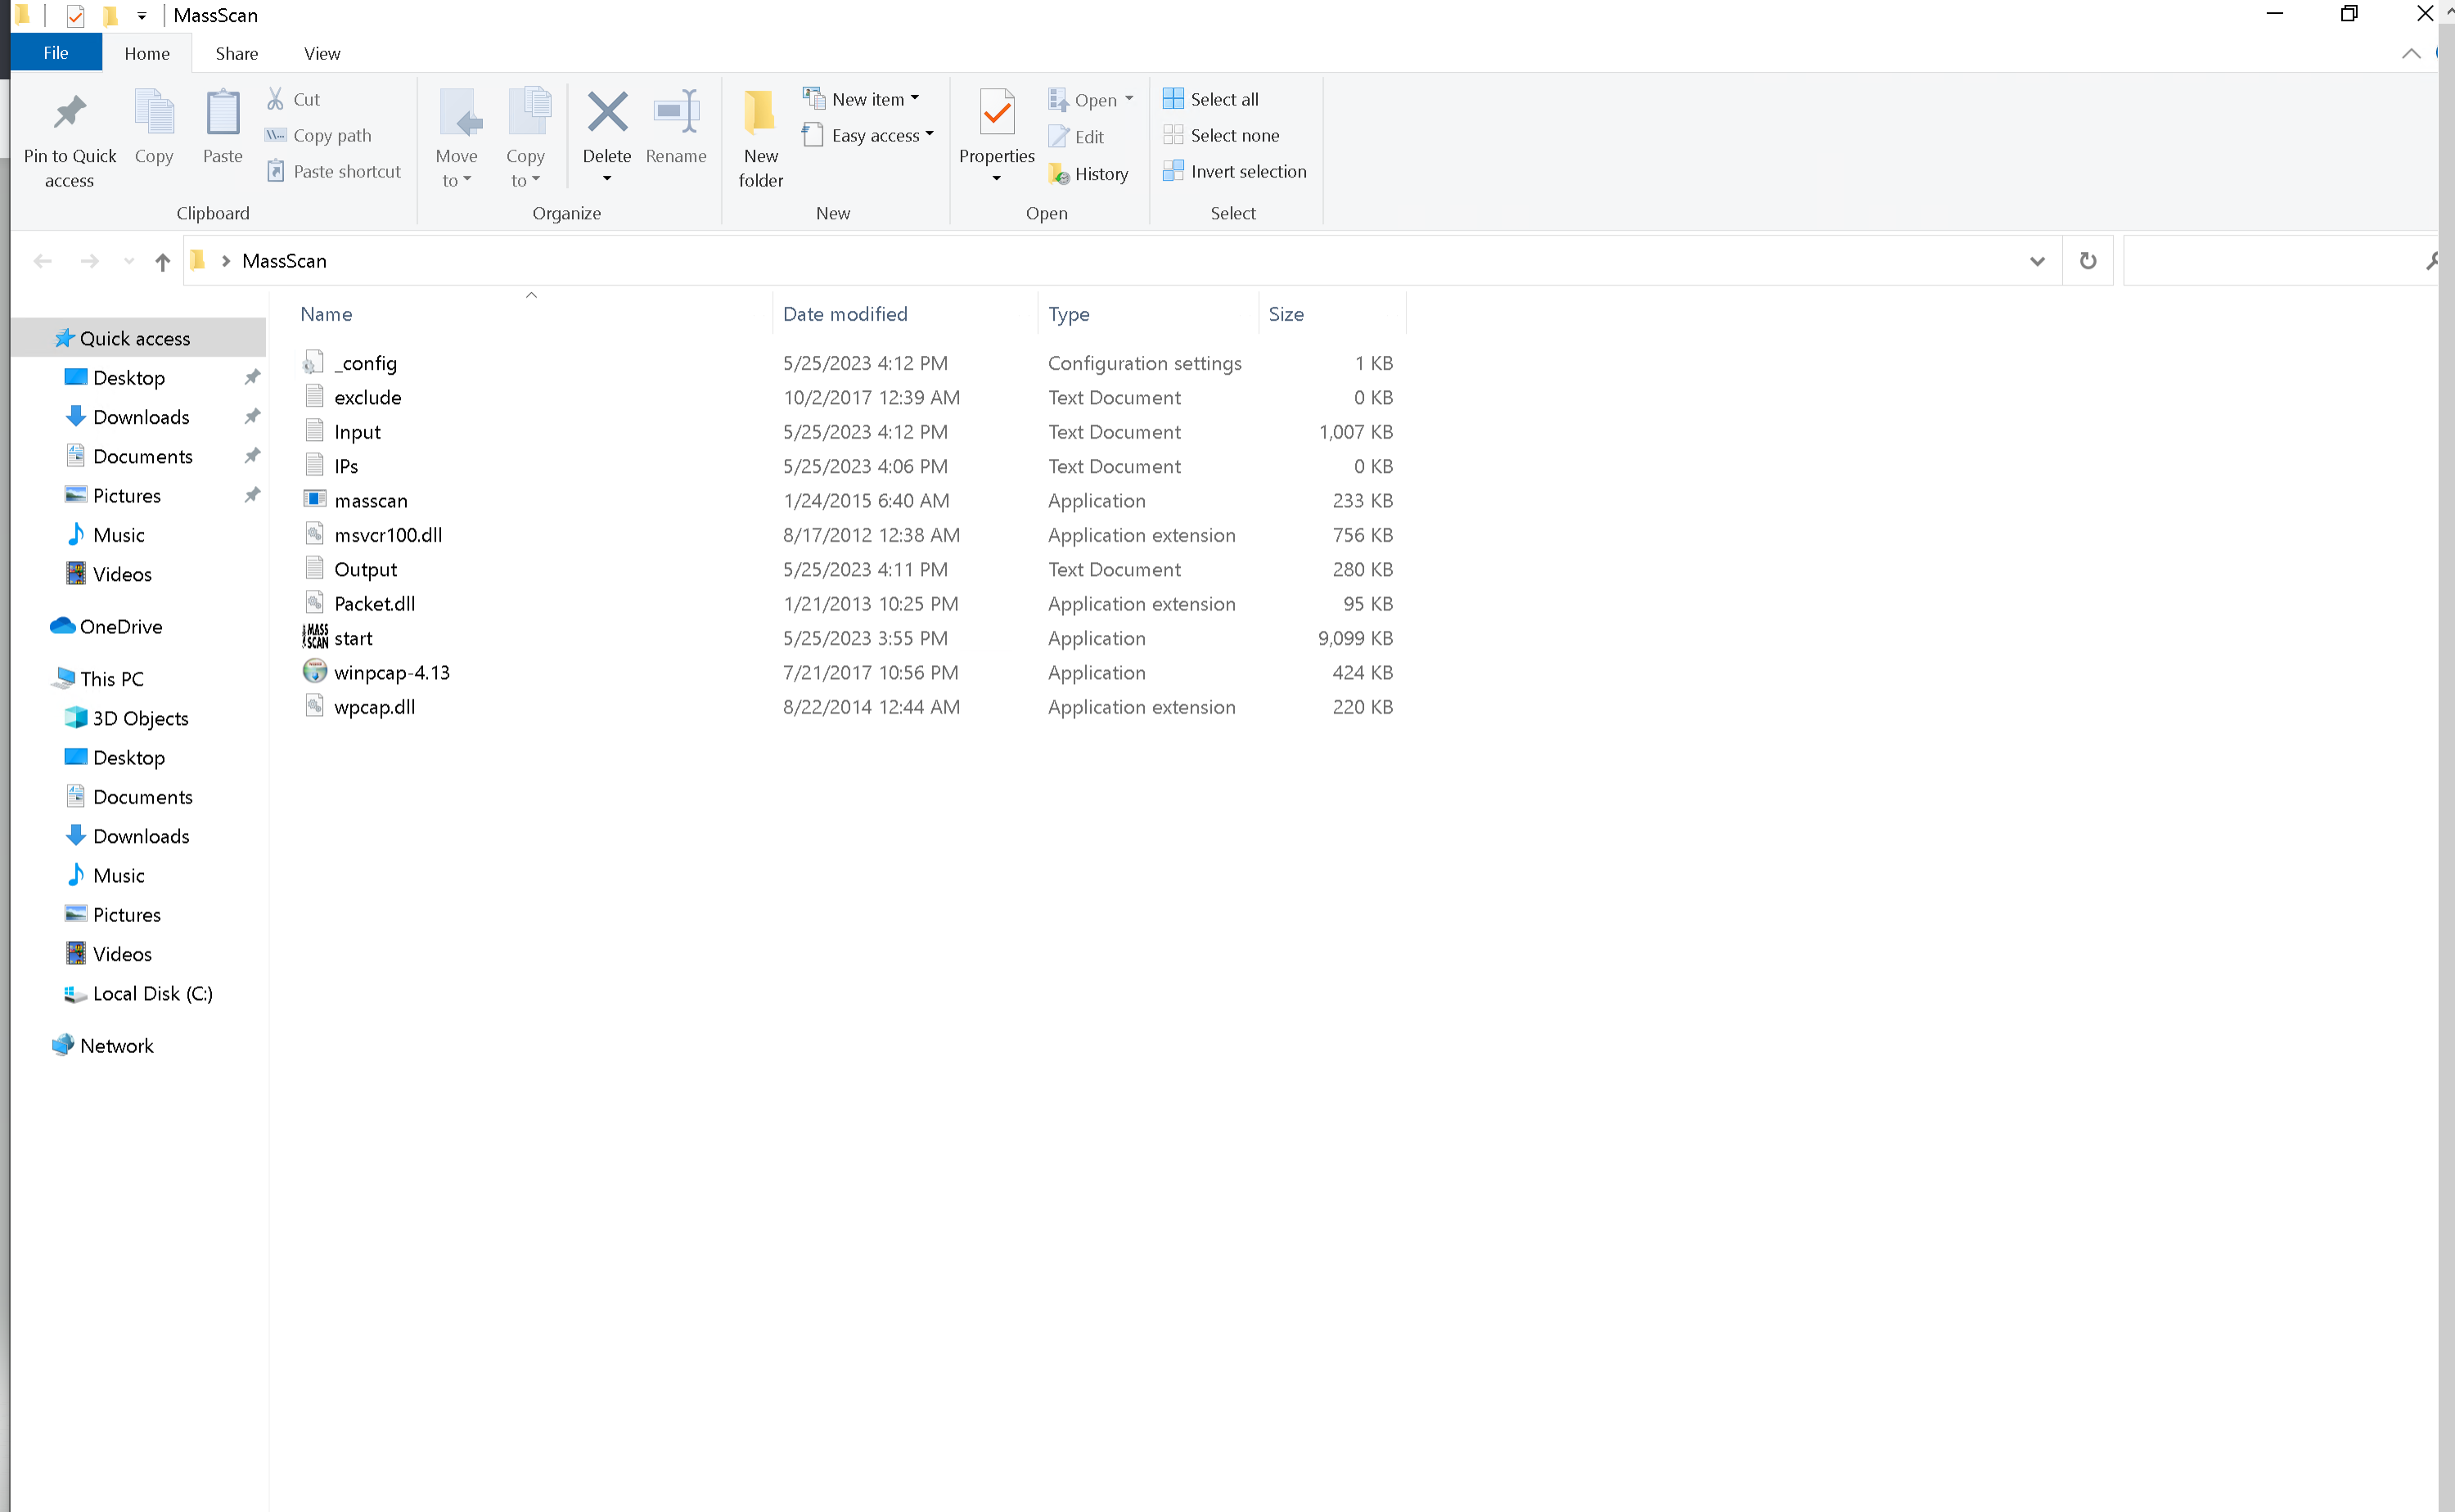 MassScan
File Home Share View
Pin to Quick access
Copy
Paste
Cut
Copy path
Paste shortcut
Clipboard
Move to
Copy to
Delete
Rename
Organize
New folder
New item
Easy access
New
Properties
Open
Edit
History
Open
Select all
Select none
Invert selection
Select
MassScan
Quick access
Desktop
Downloads
Documents
Pictures
Music
Videos
OneDrive
This PC
3D Objects
Desktop
Documents
Downloads
Music
Pictures
Videos
Local Disk (C:)
Network
Name Date modified Type Size
_config 5/25/2023 4:12 PM Configuration settings 1 KB
exclude 10/2/2017 12:39 AM Text Document 0 KB
Input 5/25/2023 4:12 PM Text Document 1,007 KB
IPs 5/25/2023 4:06 PM Text Document 0 KB
masscan 1/24/2015 6:40 AM Application 233 KB
msvcr100.dll 8/17/2012 12:38 AM Application extension 756 KB
Output 5/25/2023 4:11 PM Text Document 280 KB
Packet.dll 1/21/2013 10:25 PM Application extension 95 KB
MASS SCAN start 5/25/2023 3:55 PM Application 9,099 KB
winpcap-4.13 7/21/2017 10:56 PM Application 424 KB
wpcap.dll 8/22/2014 12:44 AM Application extension 220 KB